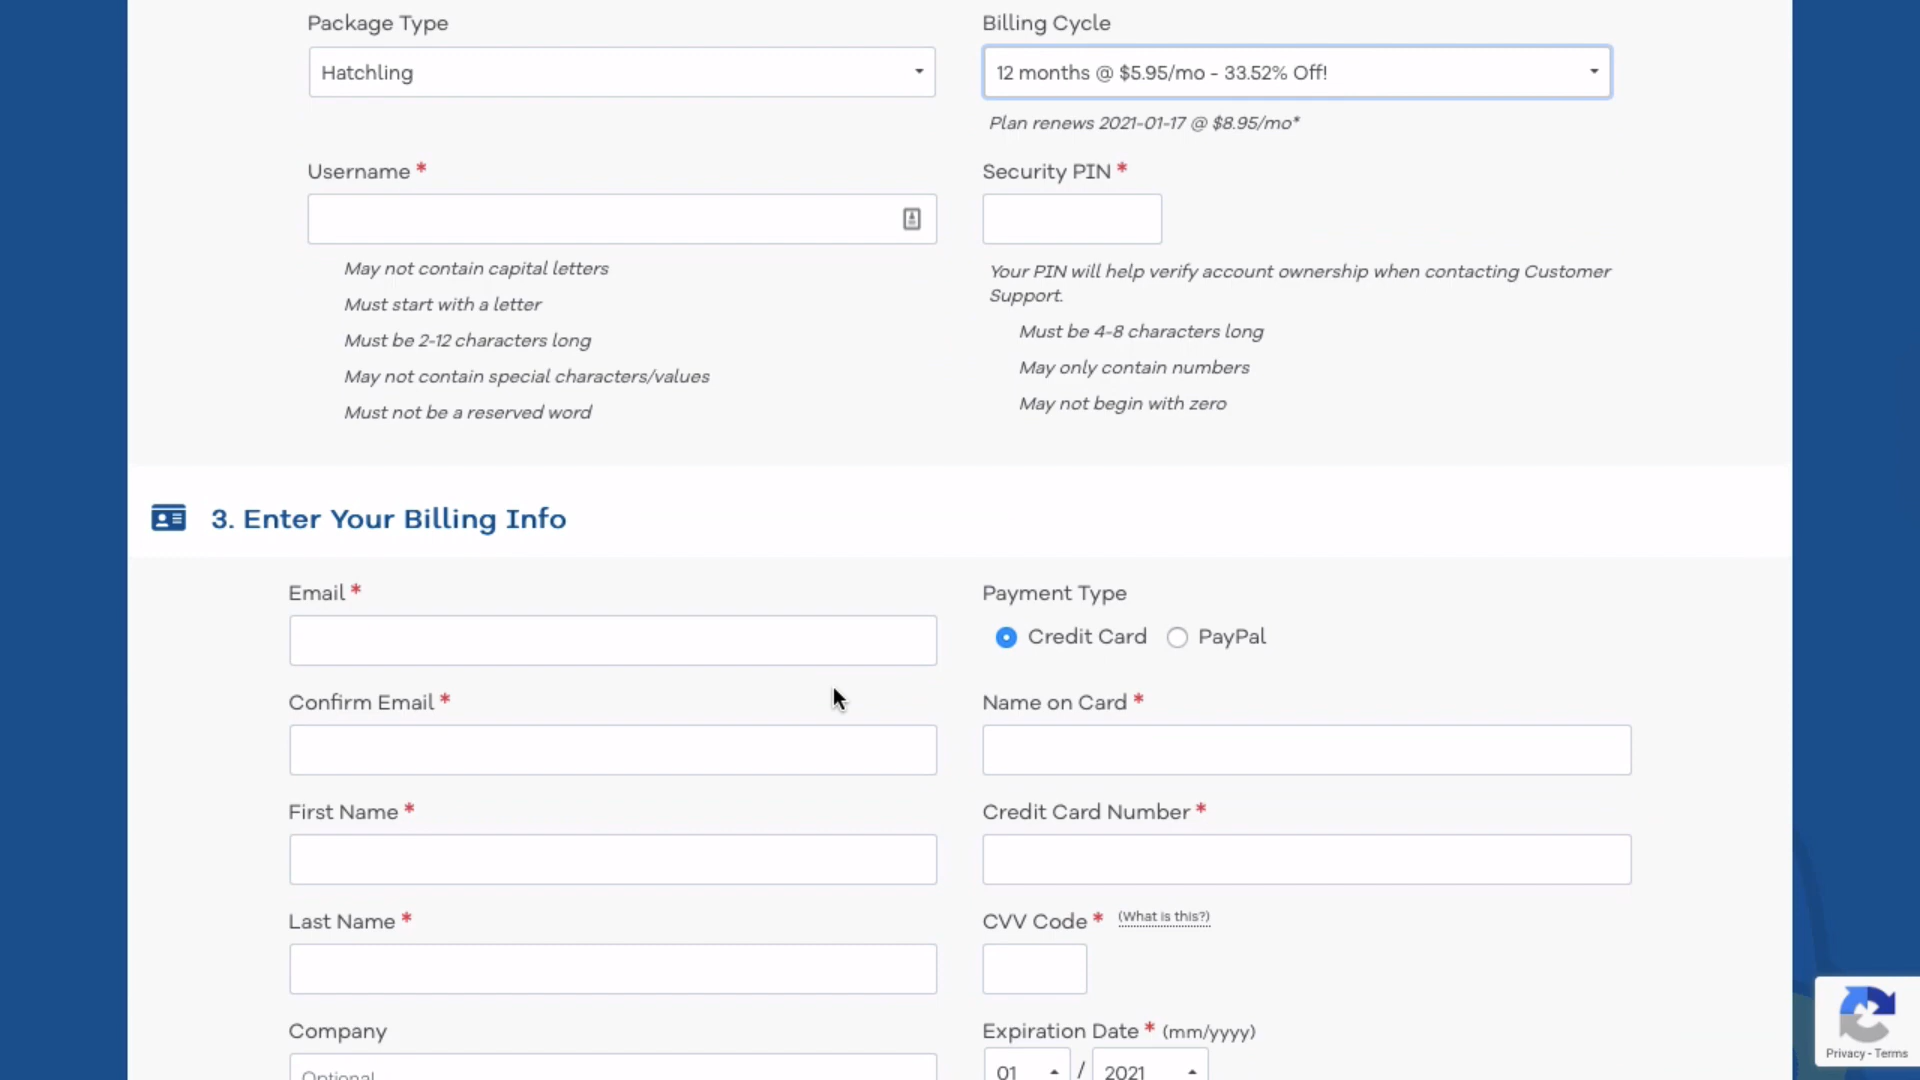 Package Type
Billing Cycle
Hatchling
12 months @ $5.95/mo - 33.52% Off!
Plan renews 2021-01-17 @ $8.95/mo*
Username *
Security PIN *
May not contain capital letters
Must start with a letter
Must be 2-12 characters long
May not contain special characters/values
Must not be a reserved word
Your PIN will help verify account ownership when contacting Customer
Support.
Must be 4-8 characters long
May only contain numbers
May not begin with zero
3. Enter Your Billing Info
Email *
Payment Type
Credit Card
PayPal
Confirm Email *
Name on Card *
First Name *
Credit Card Number *
Last Name *
CVV Code * (What is this?)
Company
Expiration Date * (mm/yyyy)
Optional
01 / 2021
Privacy - Terms